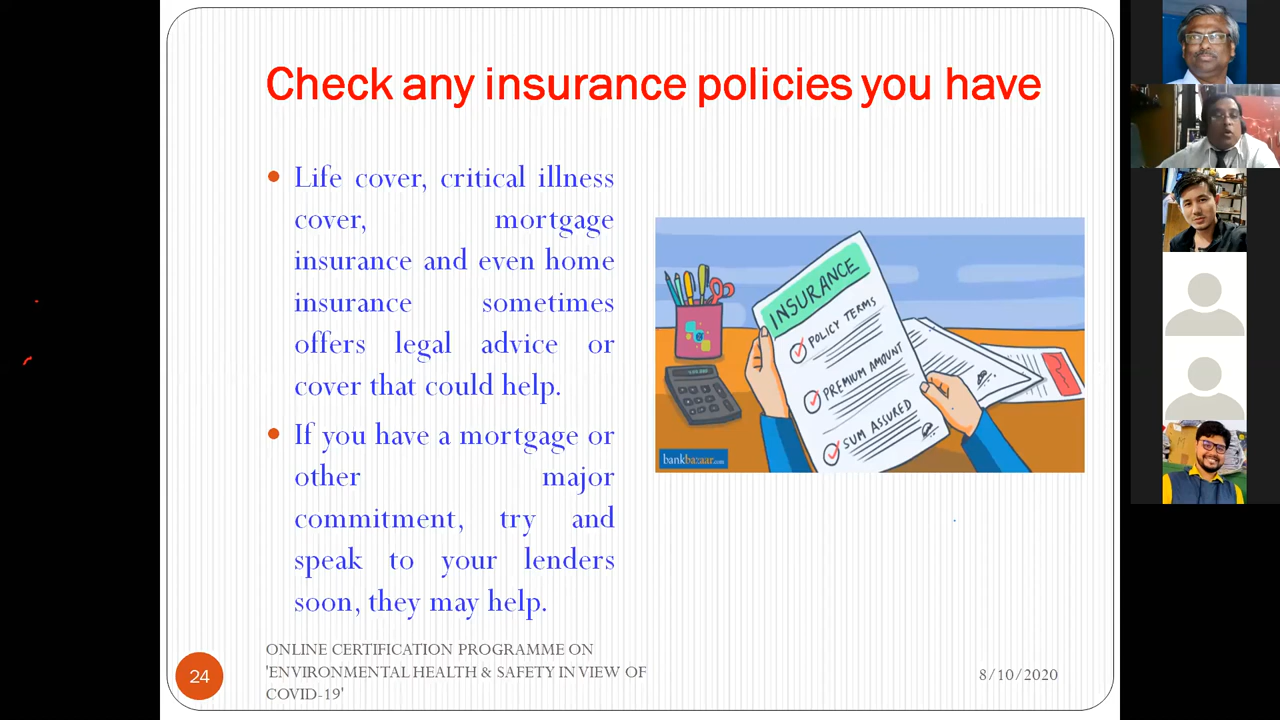 Check any insurance policies you have
Life cover, critical illness
cover, mortgage
insurance and even home
insurance sometimes
offers legal advice or
cover that could help.
If you have a mortgage or
other major
commitment, try and
speak to your lenders
soon, they may help.
INSURANCE
POLICY TERMS
PREMIUM AMOUNT
SUM ASSURED
bankbazaar.com
24
ONLINE CERTIFICATION PROGRAMME ON
'ENVIRONMENTAL HEALTH & SAFETY IN VIEW OF
COVID-19'
8/10/2020